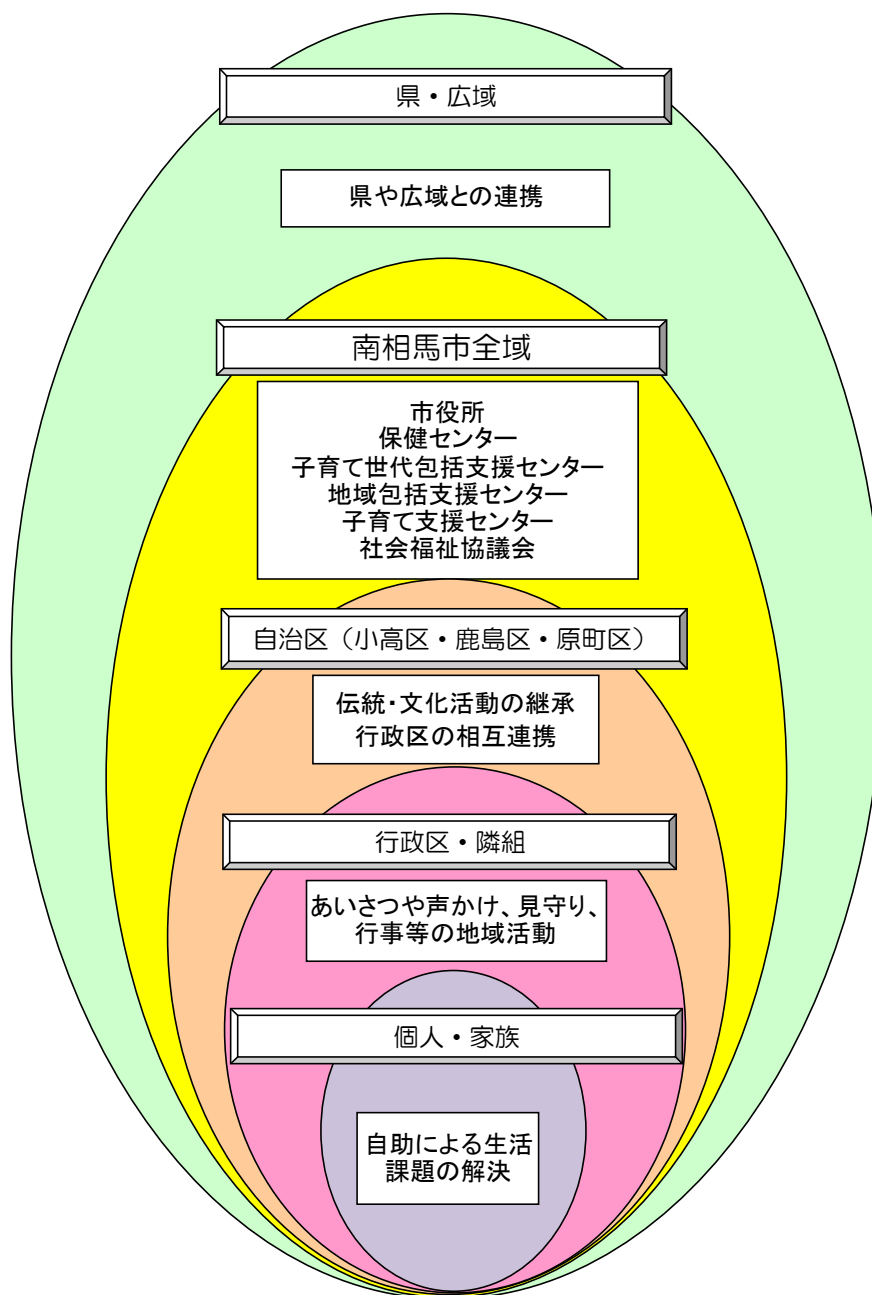 県・広域
県や広域との連携
南相馬市全域
市役所
保健センター
子育て世代包括支援センター
地域包括支援センター
子育て支援センター
社会福祉協議会
自治区（小高区・鹿島区・原町区）
伝統・文化活動の継承
行政区の相互連携
行政区・隣組
あいさつや声かけ、見守り、
行事等の地域活動
個人・家族
自助による生活
課題の解決